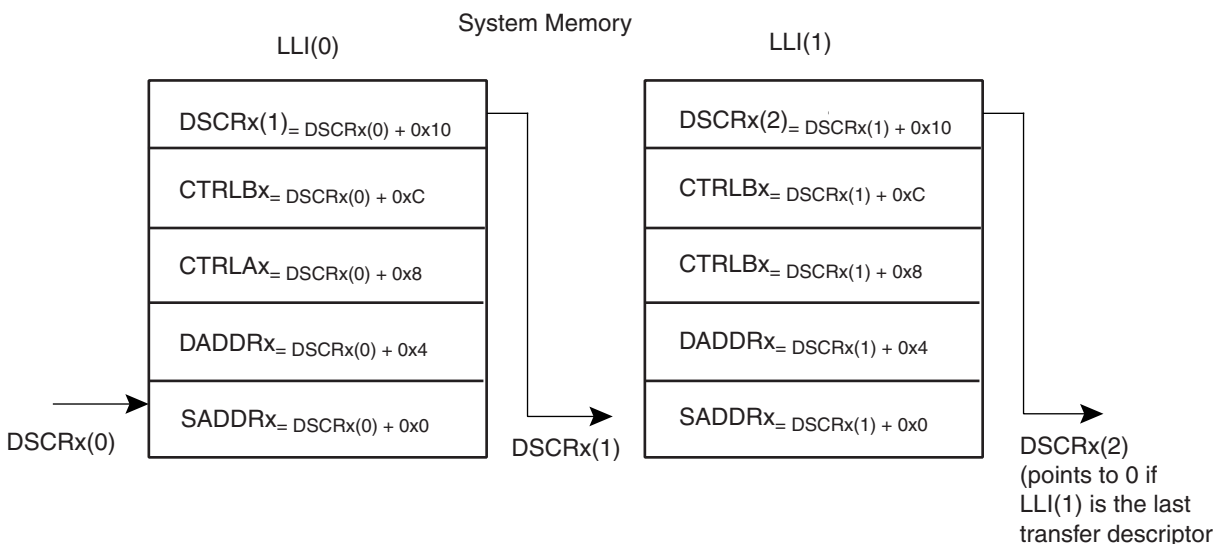 System Memory
LLI(0)
LLI(1)
DSCRx(1)= DSCRx(0) + 0x10
CTRLBx= DSCRx(0) + 0xC
CTRLAx= DSCRx(0) + 0x8
DADDRx= DSCRx(0) + 0x4
SADDRx= DSCRx(0) + 0x0
DSCRx(0)
DSCRx(1)
DSCRx(2)= DSCRx(1) + 0x10
CTRLBx= DSCRx(1) + 0xC
CTRLBx= DSCRx(1) + 0x8
DADDRx= DSCRx(1) + 0x4
SADDRx= DSCRx(1) + 0x0
DSCRx(2)
(points to 0 if
LLI(1) is the last
transfer descriptor